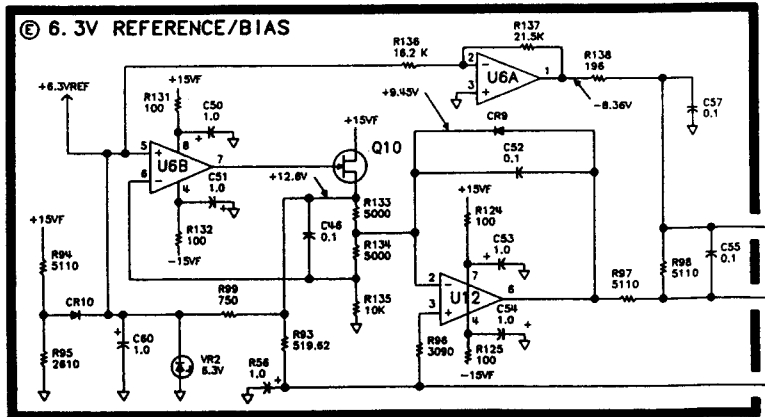 E 6.3V REFERENCE/BIAS
R137
21.5K
R136
16.2 K
2
−
U6A
1
3
+
R138
196
+6.3VREF
+15VF
R131
100
C50
1.0
+
+9.45V
-8.36V
C57
0.1
CR9
+15VF
Q10
5
+
8
U6B
7
6
−
4
C51
1.0
+
+12.6V
C52
0.1
+15VF
R132
100
-15VF
C46
0.1
R133
5000
R134
5000
+15VF
R124
100
C53
1.0
+
R94
5110
R99
750
R135
10K
2
−
7
U12
6
3
+
4
R97
5110
R98
5110
C55
0.1
CR10
C54
1.0
+
R95
2610
+
C60
1.0
VR2
6.3V
R93
519.62
R56
1.0
+
R96
3090
R125
100
-15VF